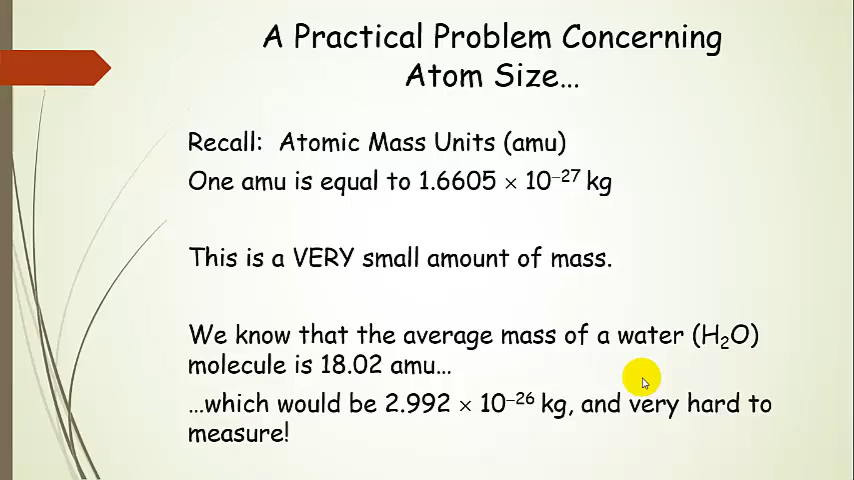 A Practical Problem Concerning
Atom Size...
Recall: Atomic Mass Units (amu)
One amu is equal to 1.6605 × 10⁻²⁷ kg
This is a VERY small amount of mass.
We know that the average mass of a water (H₂O)
molecule is 18.02 amu...
...which would be 2.992 × 10⁻²⁶ kg, and very hard to
measure!